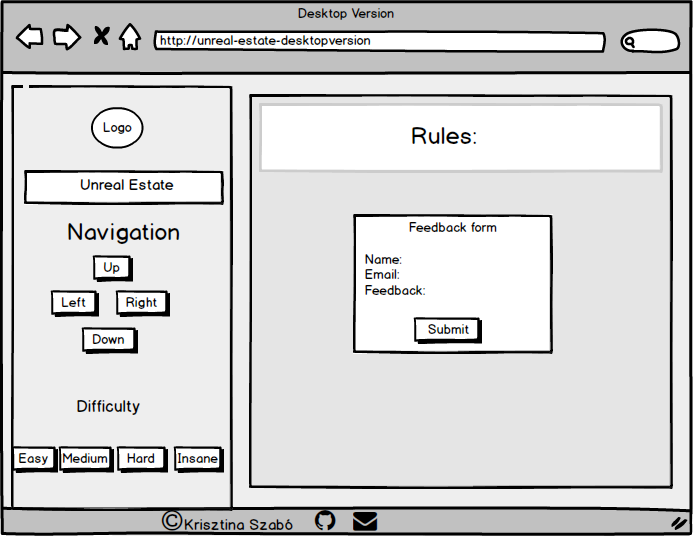 Desktop Version
http://unreal-estate-desktopversion
Logo
Unreal Estate
Navigation
Up
Left
Right
Down
Difficulty
Easy
Medium
Hard
Insane
Rules:
Feedback form
Name:
Email:
Feedback:
Submit
©Krisztina Szabó